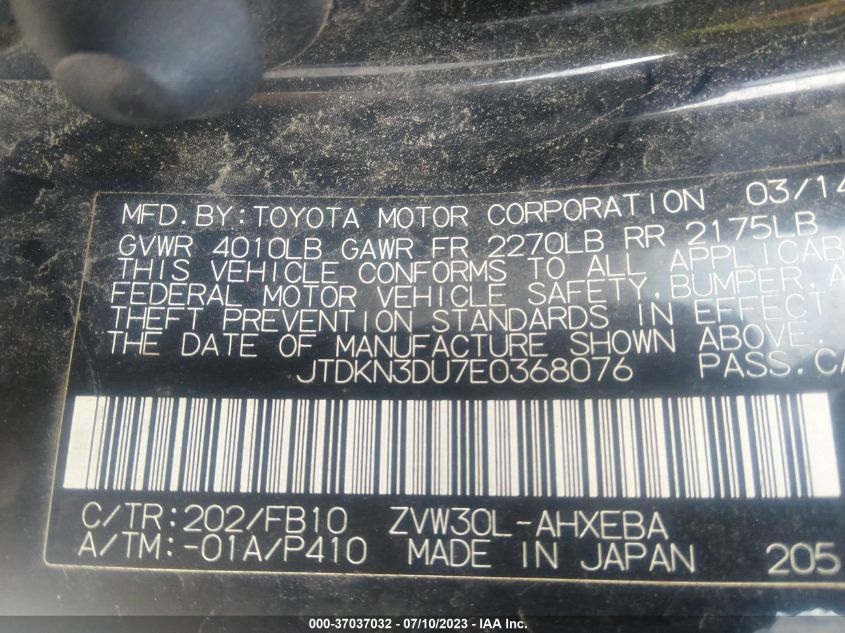 MFD. BY: TOYOTA MOTOR CORPORATION 03/14
GVWR 4010LB GAWR FR 2270LB RR 2175LB
THIS VEHICLE CONFORMS TO ALL APPLICAB
FEDERAL MOTOR VEHICLE SAFETY, BUMPER, A
THEFT PREVENTION STANDARDS IN EFFECT
THE DATE OF MANUFACTURE SHOWN ABOVE.
JTDKN3DU7E0368076 PASS. CA
C/TR: 202/FB10 ZVW30L-AHXEBA
A/TM: -01A/P410 MADE IN JAPAN 205
000-37037032 - 07/10/2023 - IAA Inc.